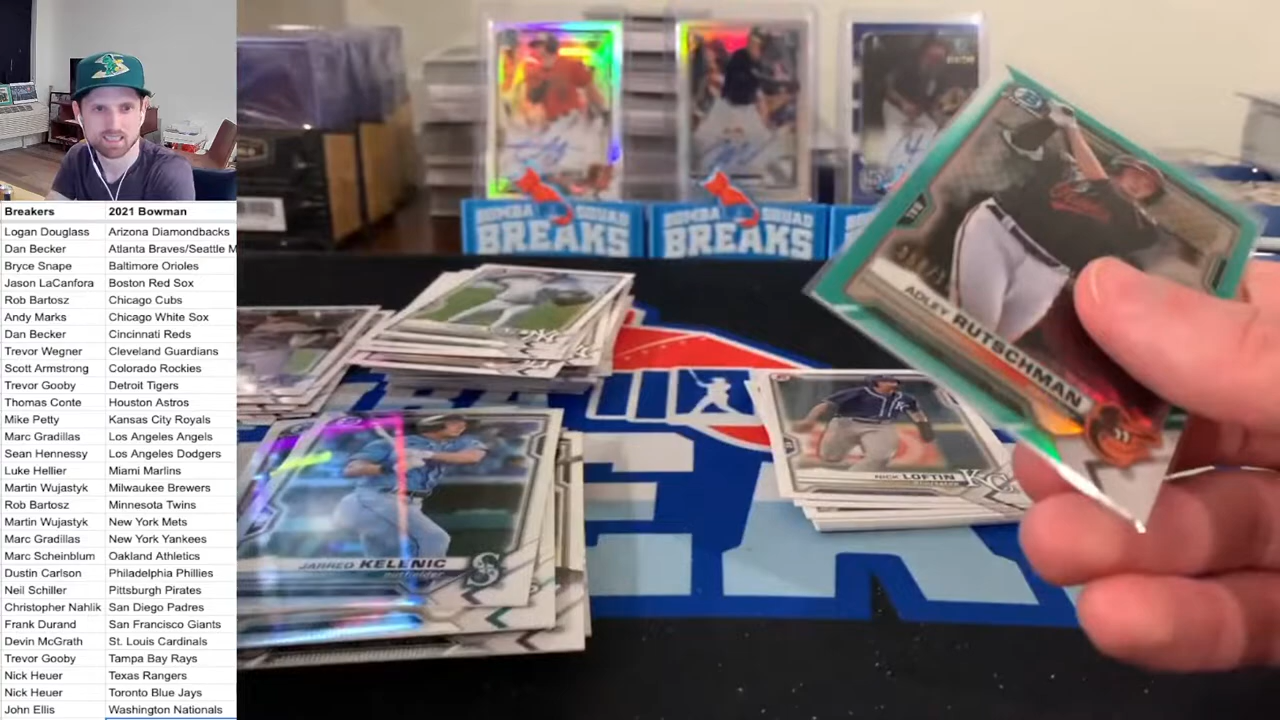 Breakers 2021 Bowman
Logan Douglass Arizona Diamondbacks
Dan Becker Atlanta Braves/Seattle M
Bryce Snape Baltimore Orioles
Jason LaCanfora Boston Red Sox
Rob Bartosz Chicago Cubs
Andy Marks Chicago White Sox
Dan Becker Cincinnati Reds
Trevor Wegner Cleveland Guardians
Scott Armstrong Colorado Rockies
Trevor Gooby Detroit Tigers
Thomas Conte Houston Astros
Mike Petty Kansas City Royals
Marc Gradillas Los Angeles Angels
Sean Hennessy Los Angeles Dodgers
Luke Hellier Miami Marlins
Martin Wujastyk Milwaukee Brewers
Rob Bartosz Minnesota Twins
Martin Wujastyk New York Mets
Marc Gradillas New York Yankees
Marc Scheinblum Oakland Athletics
Dustin Carlson Philadelphia Phillies
Neil Schiller Pittsburgh Pirates
Christopher Nahlik San Diego Padres
Frank Durand San Francisco Giants
Devin McGrath St. Louis Cardinals
Trevor Gooby Tampa Bay Rays
Nick Heuer Texas Rangers
Nick Heuer Toronto Blue Jays
John Ellis Washington Nationals
BOMBA SQUAD
BREAKS
BOMBA SQUAD
BREAKS
B
ADLEY RUTSCHMAN
NICK LOFTIN KC
JARRED KELENIC
outfielder
S